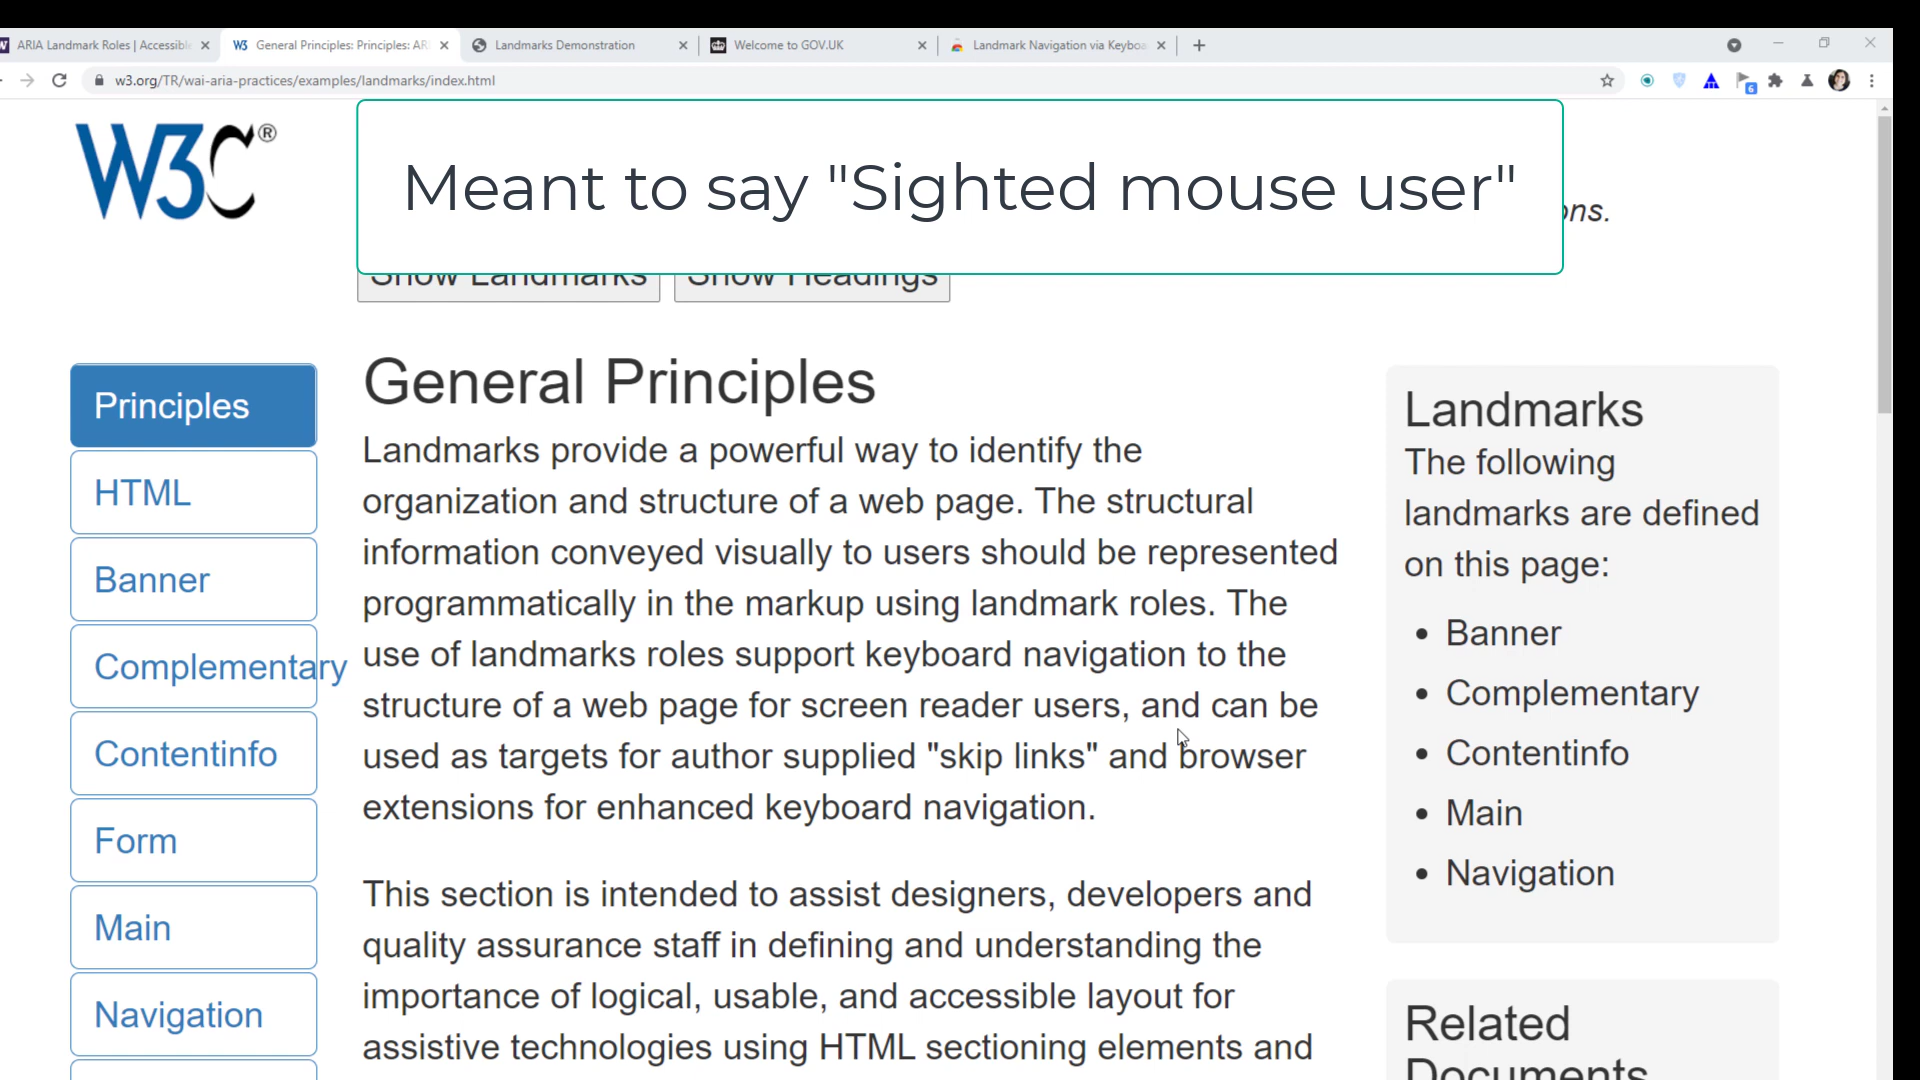 ARIA Landmark Roles | Accessible
General Principles: Principles: AR
Landmarks Demonstration
Welcome to GOV.UK
Landmark Navigation via Keyboa
w3.org/TR/wai-aria-practices/examples/landmarks/index.html
6
W3C®
Meant to say "Sighted mouse user"
ons.
Show Landmarks
Show Headings
Principles
HTML
Banner
Complementary
Contentinfo
Form
Main
Navigation
General Principles
Landmarks provide a powerful way to identify the
organization and structure of a web page. The structural
information conveyed visually to users should be represented
programmatically in the markup using landmark roles. The
use of landmarks roles support keyboard navigation to the
structure of a web page for screen reader users, and can be
used as targets for author supplied "skip links" and browser
extensions for enhanced keyboard navigation.
This section is intended to assist designers, developers and
quality assurance staff in defining and understanding the
importance of logical, usable, and accessible layout for
assistive technologies using HTML sectioning elements and
Landmarks
The following
landmarks are defined
on this page:
• Banner
• Complementary
• Contentinfo
• Main
• Navigation
Related
Documents